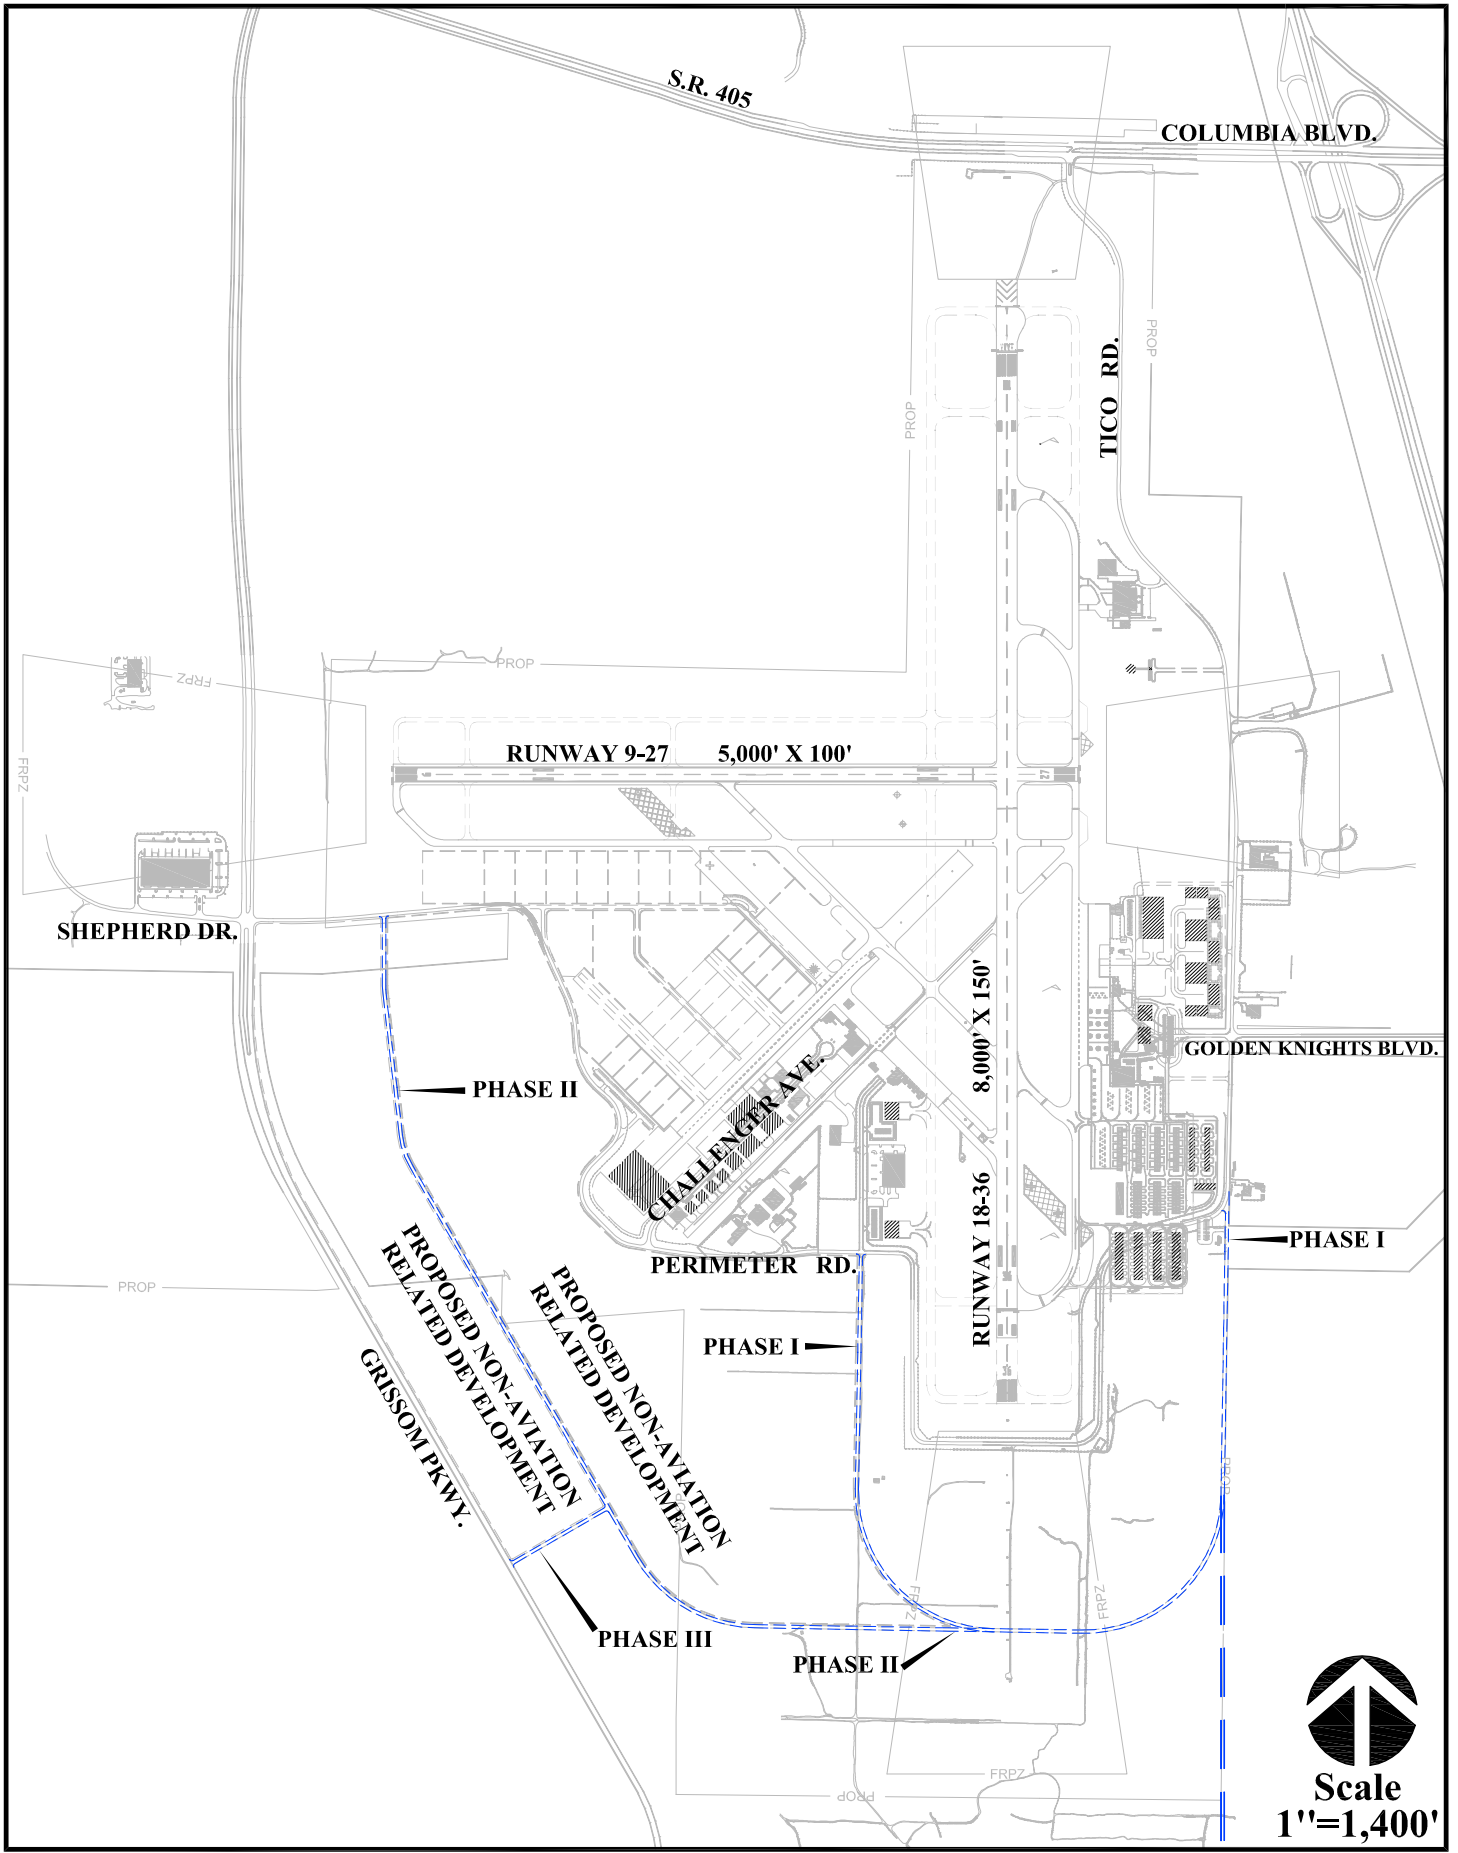 S.R. 405
COLUMBIA BLVD.
PROP
TICO RD.
PROP
PROP
FRPZ
FRPZ
RUNWAY 9-27 5,000' X 100'
27
SHEPHERD DR.
8,000' X 150'
GOLDEN KNIGHTS BLVD.
CHALLENGER AVE.
PHASE II
RUNWAY 18-36
PHASE I
PERIMETER RD.
PROP
PROPOSED NON-AVIATION
RELATED DEVELOPMENT
PROPOSED NON-AVIATION
RELATED DEVELOPMENT
PHASE I
GRISSOM PKWY.
PROP
PROP
FRPZ
FRPZ
PHASE III
PHASE II
FRPZ
PROP
Scale
1"=1,400'